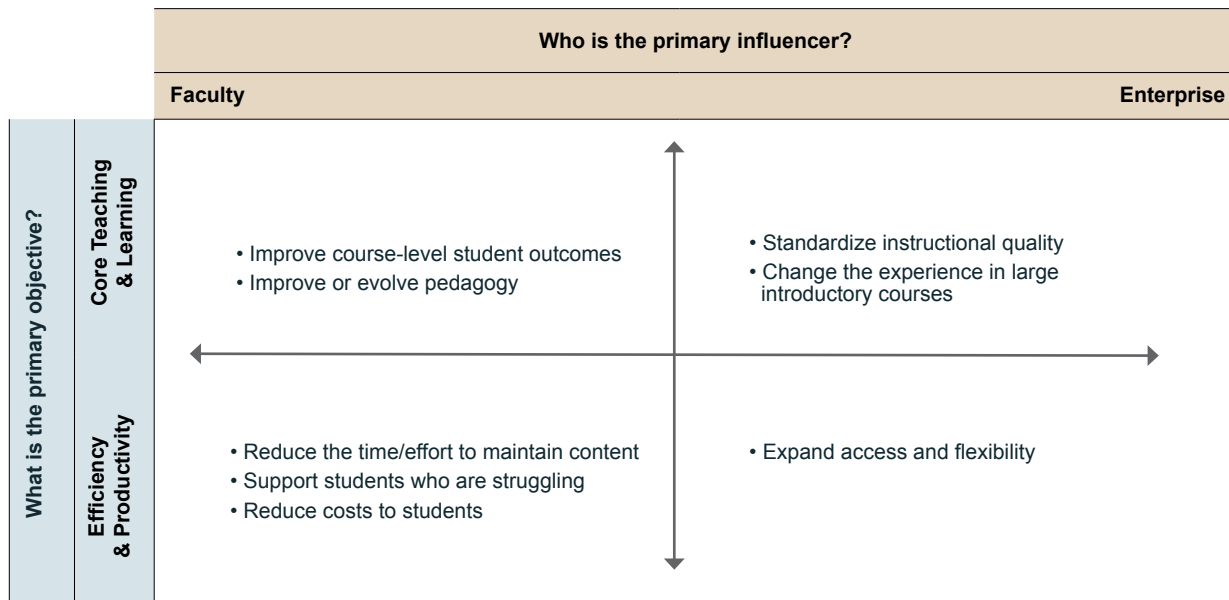 Who is the primary influencer?
Faculty
Enterprise
What is the primary objective?
Core Teaching
& Learning
• Improve course-level student outcomes
• Improve or evolve pedagogy
• Standardize instructional quality
• Change the experience in large
introductory courses
Efficiency
& Productivity
• Reduce the time/effort to maintain content
• Support students who are struggling
• Reduce costs to students
• Expand access and flexibility